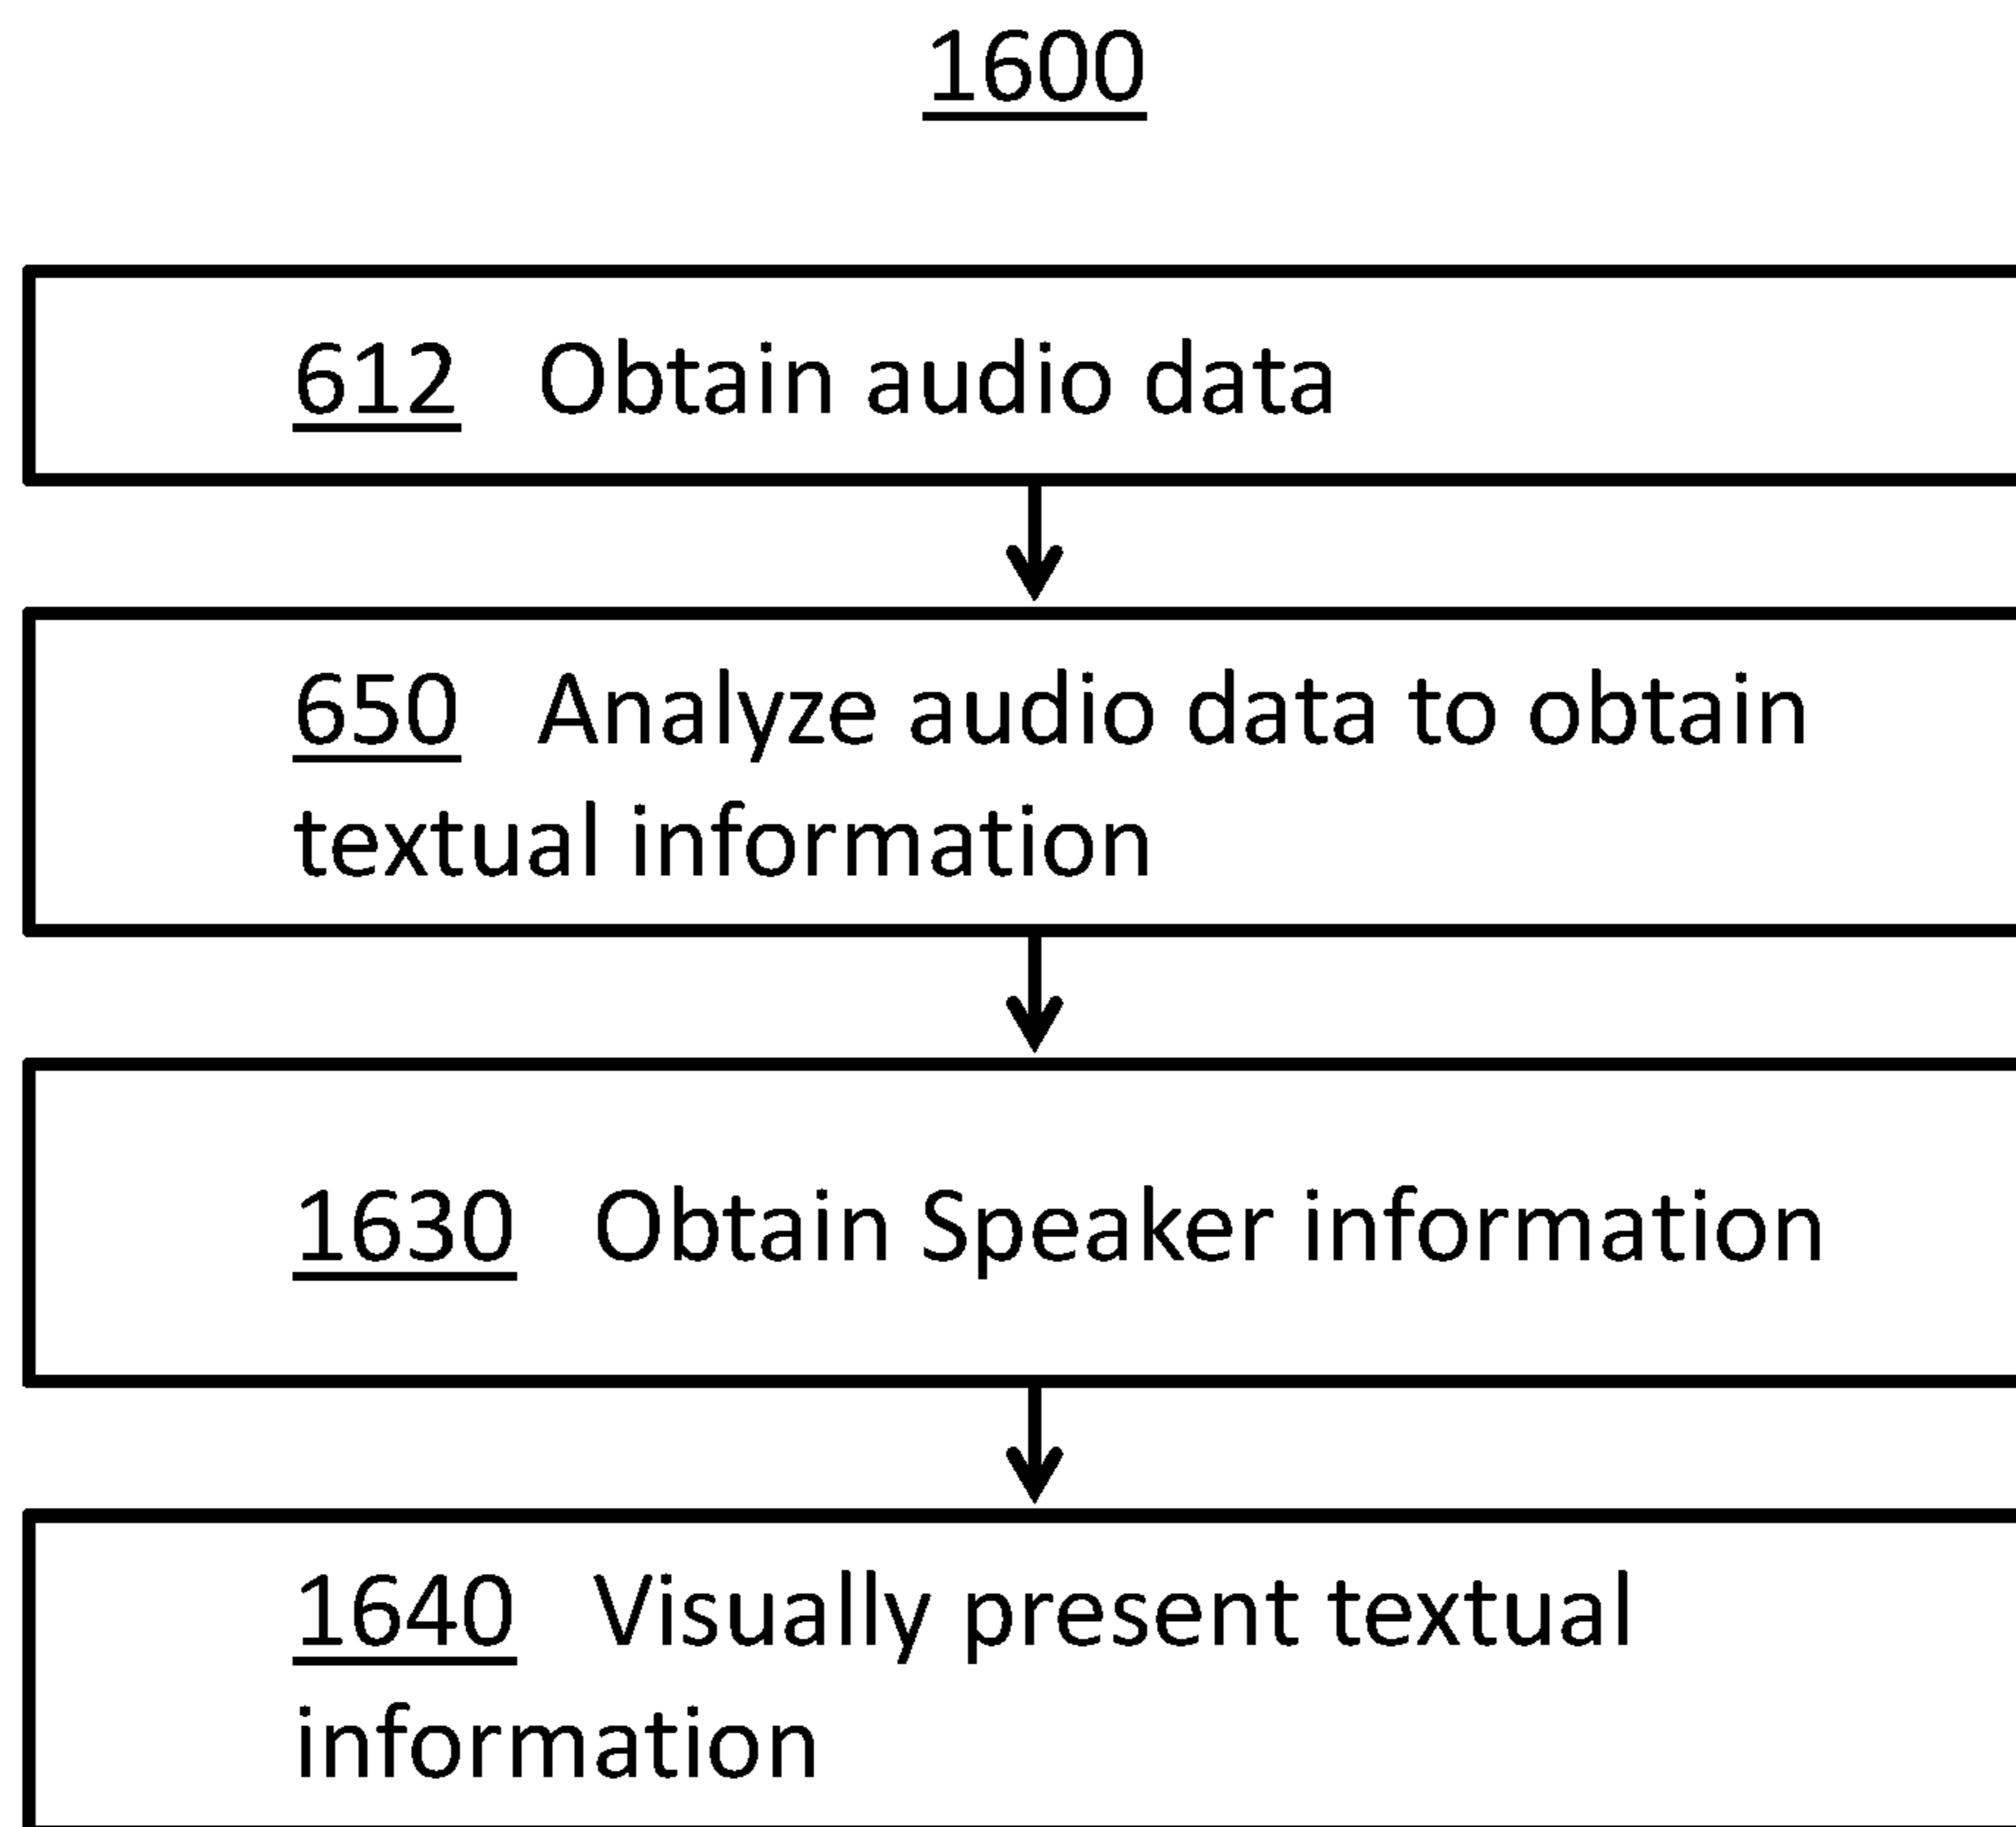 1600
612 Obtain audio data
650 Analyze audio data to obtain
textual information
1630 Obtain Speaker information
1640 Visually present textual
information